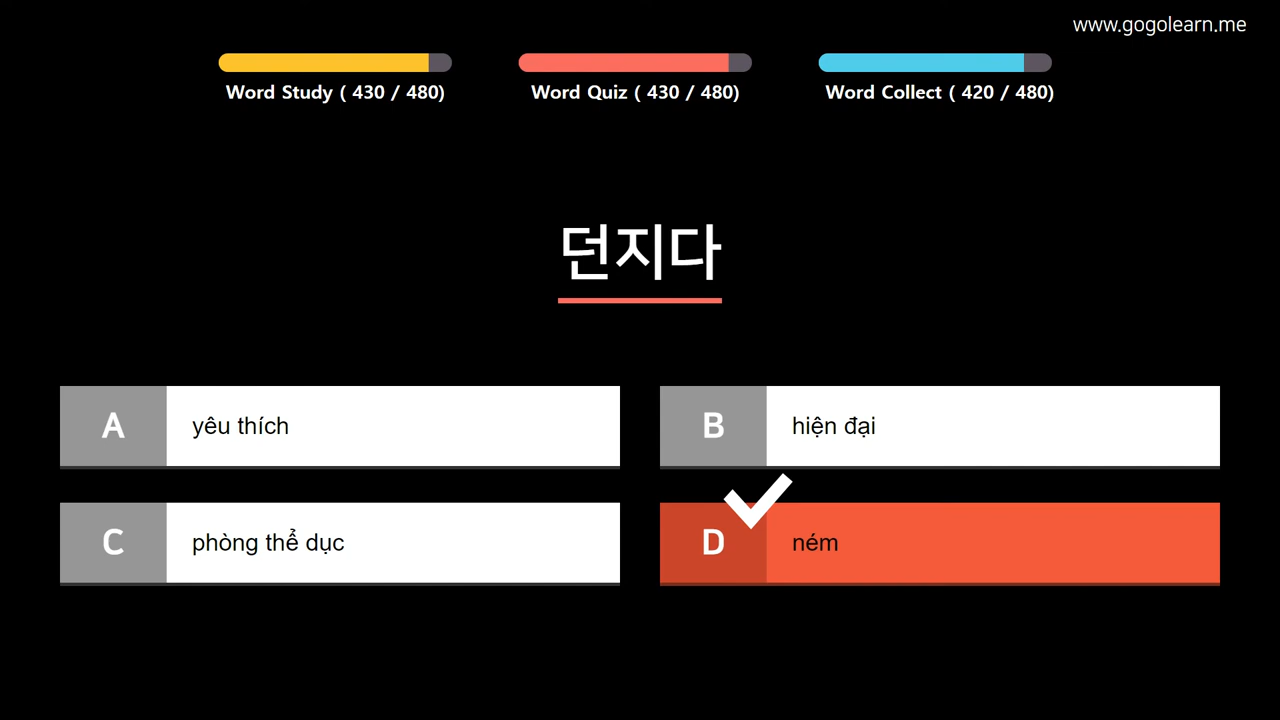 www.gogolearn.me
Word Study ( 430 / 480)
Word Quiz ( 430 / 480)
Word Collect ( 420 / 480)
던지다
A yêu thích
B hiện đại
C phòng thể dục
D ném